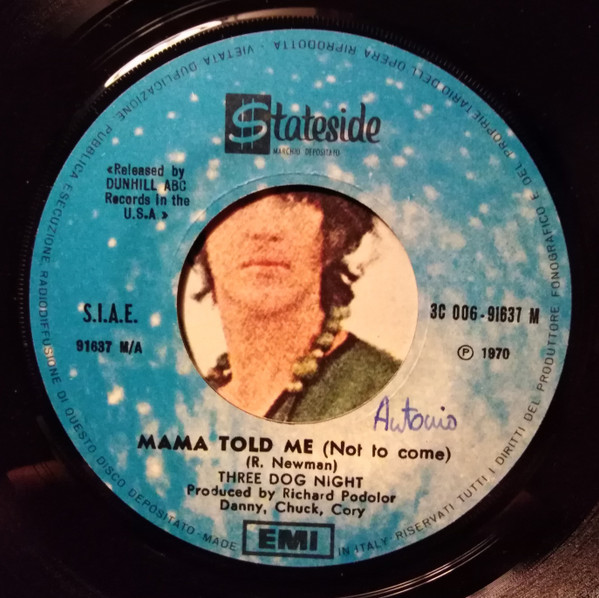 Stateside
MARCHIO DEPOSITATO
«Released by
DUNHILL ABC
Records in the
U.S.A.»
S.I.A.E.
91637 M/A
3C 006-91637 M
Ⓟ 1970
Antonio
MAMA TOLD ME (Not to come)
(R. Newman)
THREE DOG NIGHT
Produced by Richard Podolor
Danny, Chuck, Cory
EMI
MADE IN ITALY · RISERVATI TUTTI I DIRITTI DEL PRODUTTORE FONOGRAFICO E DEL PROPRIETARIO DELL'OPERA RIPRODOTTA · VIETATA DUPLICAZIONE PUBBLICA ESECUZIONE, RADIODIFFUSIONE DI QUESTO DISCO DEPOSITATO ·